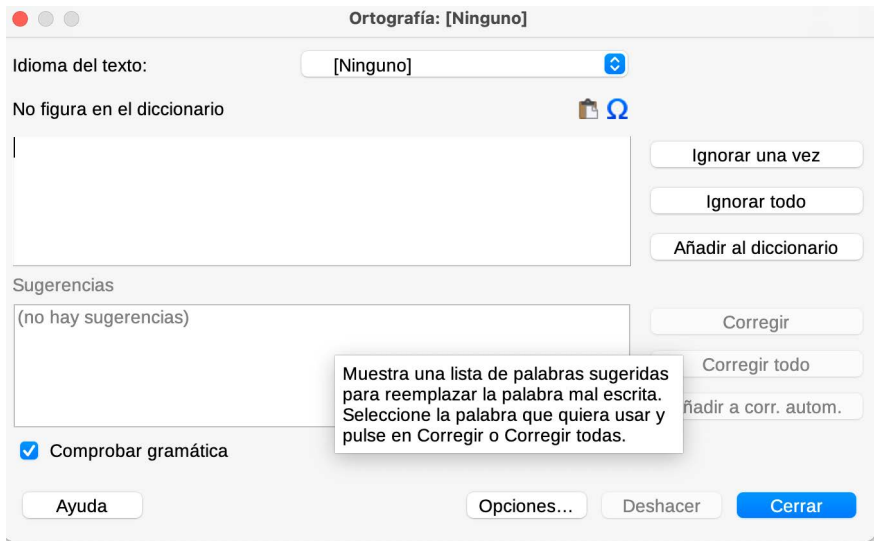 Ortografía: [Ninguno]
Idioma del texto:
[Ninguno]
No figura en el diccionario
Ω
Ignorar una vez
Ignorar todo
Añadir al diccionario
Sugerencias
(no hay sugerencias)
Corregir
Corregir todo
ñadir a corr. autom.
Muestra una lista de palabras sugeridas
para reemplazar la palabra mal escrita.
Seleccione la palabra que quiera usar y
pulse en Corregir o Corregir todas.
Comprobar gramática
Ayuda
Opciones...
Deshacer
Cerrar